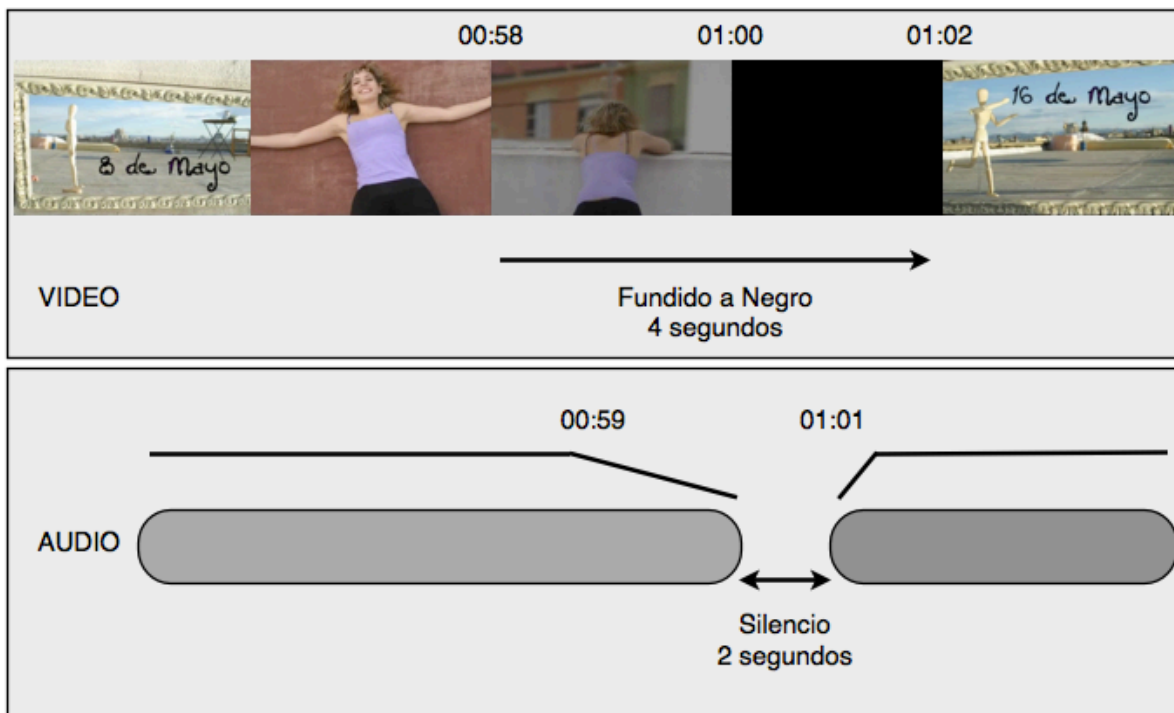 00:58 01:00 01:02
8 de Mayo
16 de Mayo
VIDEO
Fundido a Negro
4 segundos
00:59 01:01
AUDIO
Silencio
2 segundos